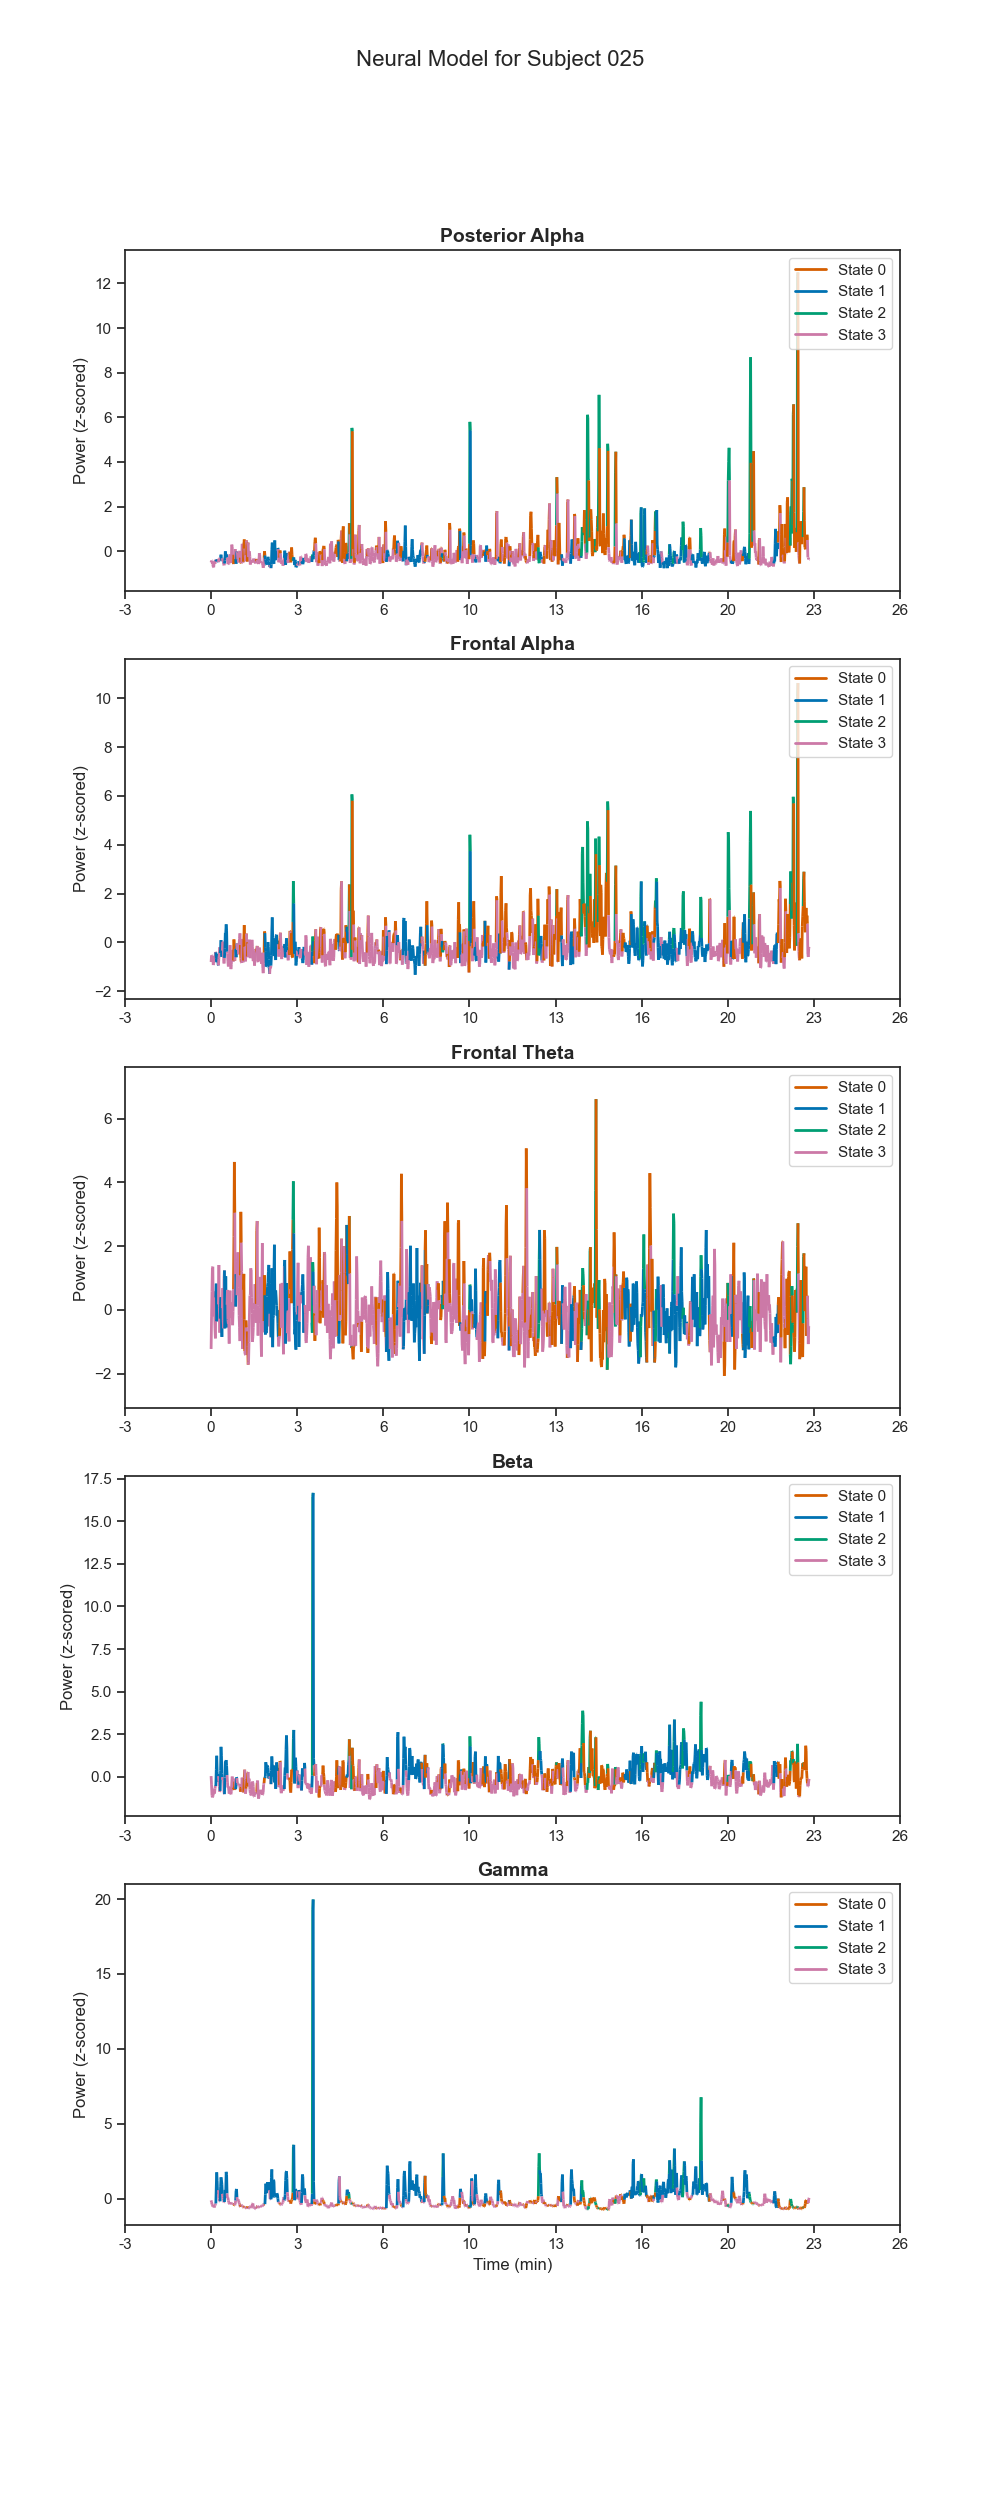 Neural Model for Subject 025
Posterior Alpha
Power (z-scored)
12
10
8
6
4
2
0
State 0
State 1
State 2
State 3
-3 0 3 6 10 13 16 20 23 26
Frontal Alpha
Power (z-scored)
10
8
6
4
2
0
−2
State 0
State 1
State 2
State 3
-3 0 3 6 10 13 16 20 23 26
Frontal Theta
Power (z-scored)
6
4
2
0
−2
State 0
State 1
State 2
State 3
-3 0 3 6 10 13 16 20 23 26
Beta
Power (z-scored)
17.5
15.0
12.5
10.0
7.5
5.0
2.5
0.0
State 0
State 1
State 2
State 3
-3 0 3 6 10 13 16 20 23 26
Gamma
Power (z-scored)
20
15
10
5
0
State 0
State 1
State 2
State 3
-3 0 3 6 10 13 16 20 23 26
Time (min)